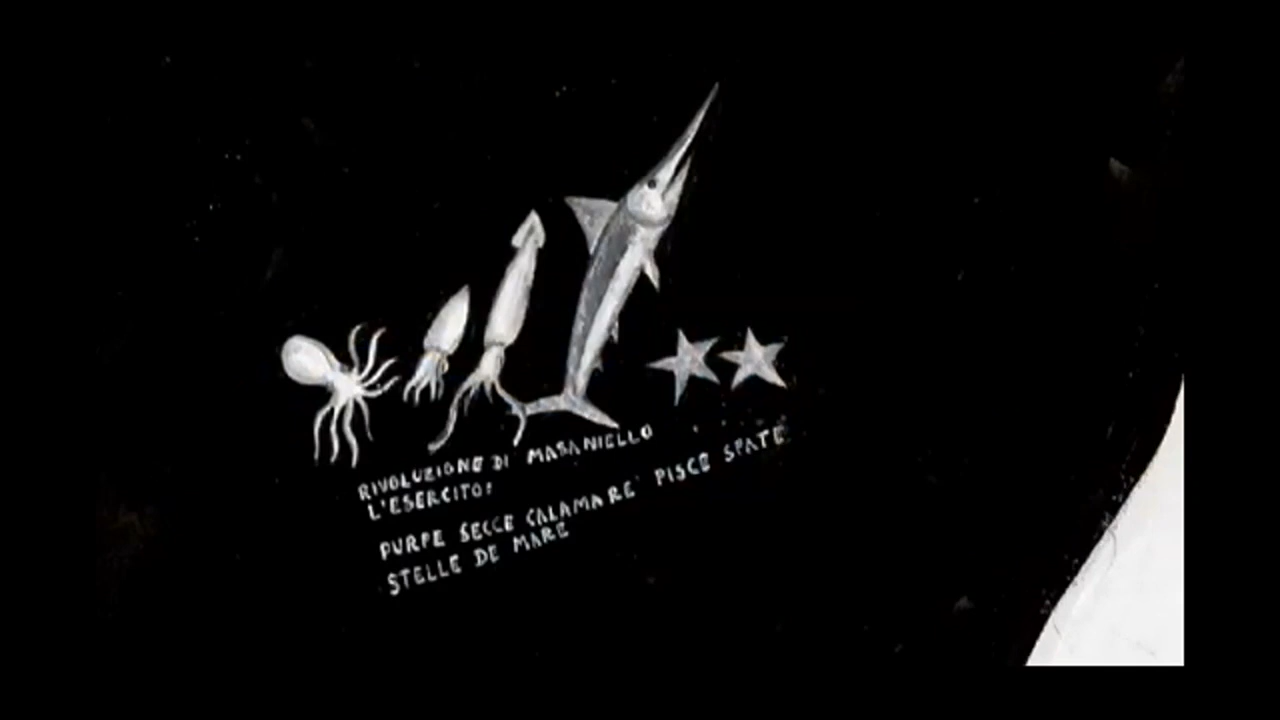 RIVOLUZIONE DI MASANIELLO
L'ESERCITO:
PURPE SECCE CALAMARE' PISCE SPATE
STELLE DE MARE